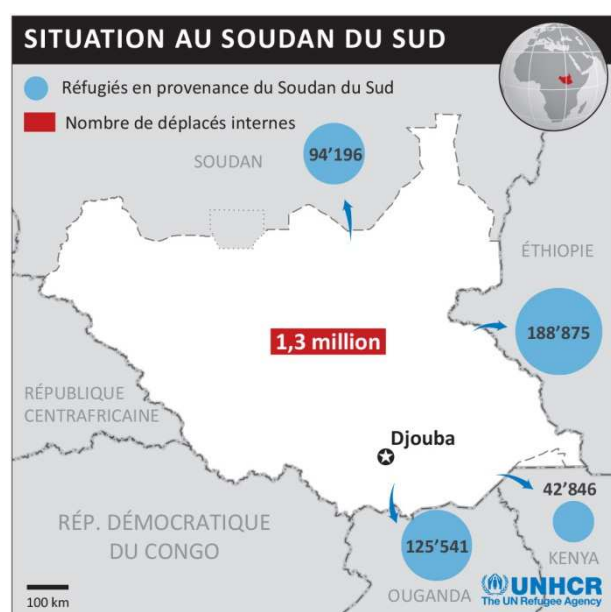 SITUATION AU SOUDAN DU SUD
Réfugiés en provenance du Soudan du Sud
Nombre de déplacés internes
SOUDAN
94’196
ÉTHIOPIE
188’875
1,3 million
RÉPUBLIQUE
CENTRAFRICAINE
Djouba
42’846
RÉP. DÉMOCRATIQUE
DU CONGO
125’541
KENYA
OUGANDA
100 km
UNHCR
The UN Refugee Agency